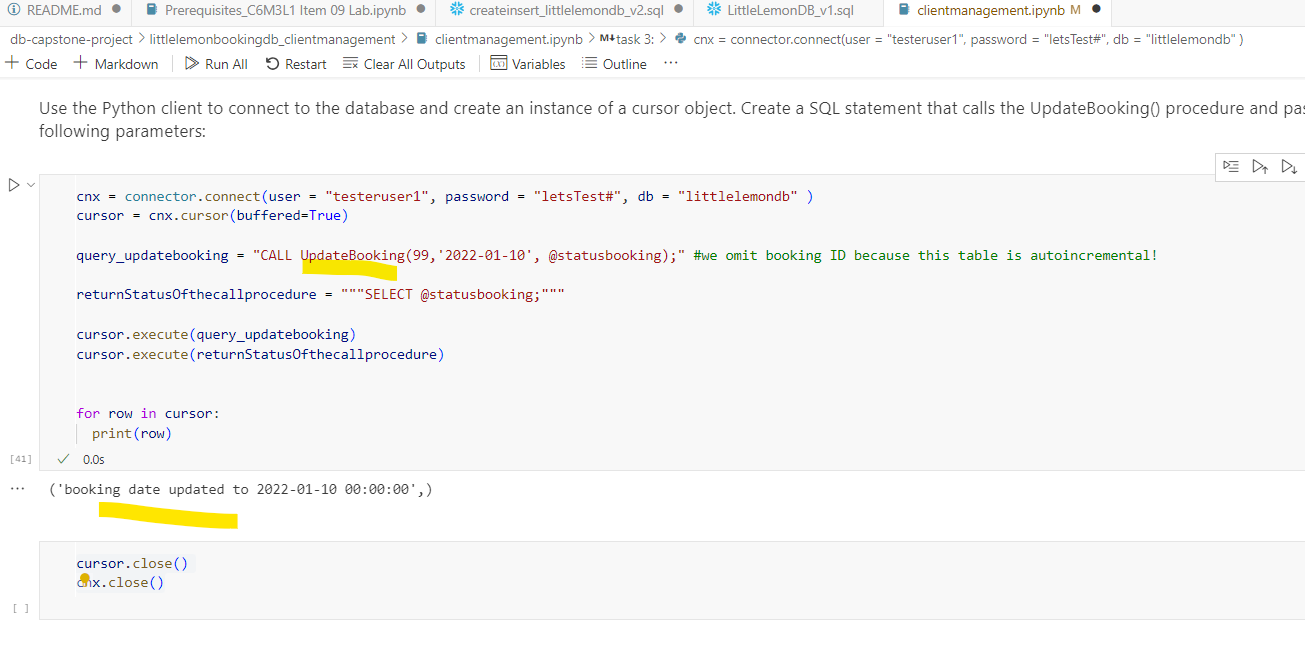 README.md
Prerequisites_C6M3L1 Item 09 Lab.ipynb
createinsert_littlelemondb_v2.sql
LittleLemonDB_v1.sql
clientmanagement.ipynb M
db-capstone-project > littlelemonbookingdb_clientmanagement > clientmanagement.ipynb > M↓task 3: > cnx = connector.connect(user = "testeruser1", password = "letsTest#", db = "littlelemondb" )
+ Code + Markdown Run All Restart Clear All Outputs Variables Outline ...
Use the Python client to connect to the database and create an instance of a cursor object. Create a SQL statement that calls the UpdateBooking() procedure and pas
following parameters:
cnx = connector.connect(user = "testeruser1", password = "letsTest#", db = "littlelemondb" )
cursor = cnx.cursor(buffered=True)
query_updatebooking = "CALL UpdateBooking(99,'2022-01-10', @statusbooking);" #we omit booking ID because this table is autoincremental!
returnStatusOfthecallprocedure = """SELECT @statusbooking;"""
cursor.execute(query_updatebooking)
cursor.execute(returnStatusOfthecallprocedure)
for row in cursor:
print(row)
[41] 0.0s
... ('booking date updated to 2022-01-10 00:00:00',)
cursor.close()
cnx.close()
[ ]